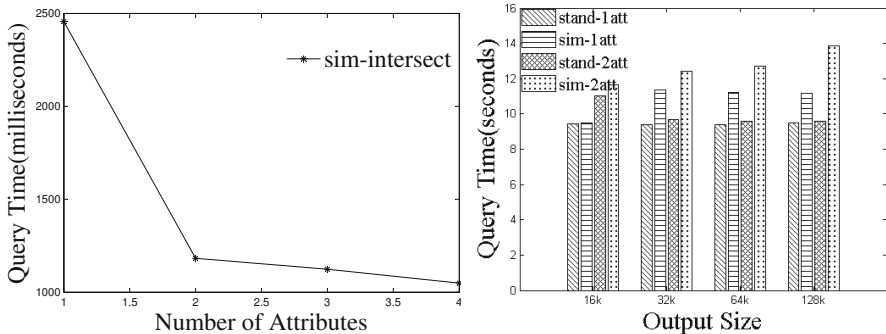 2500
2000
1500
1000
1
1.5
2
2.5
3
3.5
4
Query Time(milliseconds)
Number of Attributes
sim-intersect
16
14
12
10
8
6
4
2
0
stand-1att
sim-1att
stand-2att
sim-2att
Query Time(seconds)
16k
32k
64k
128k
Output Size